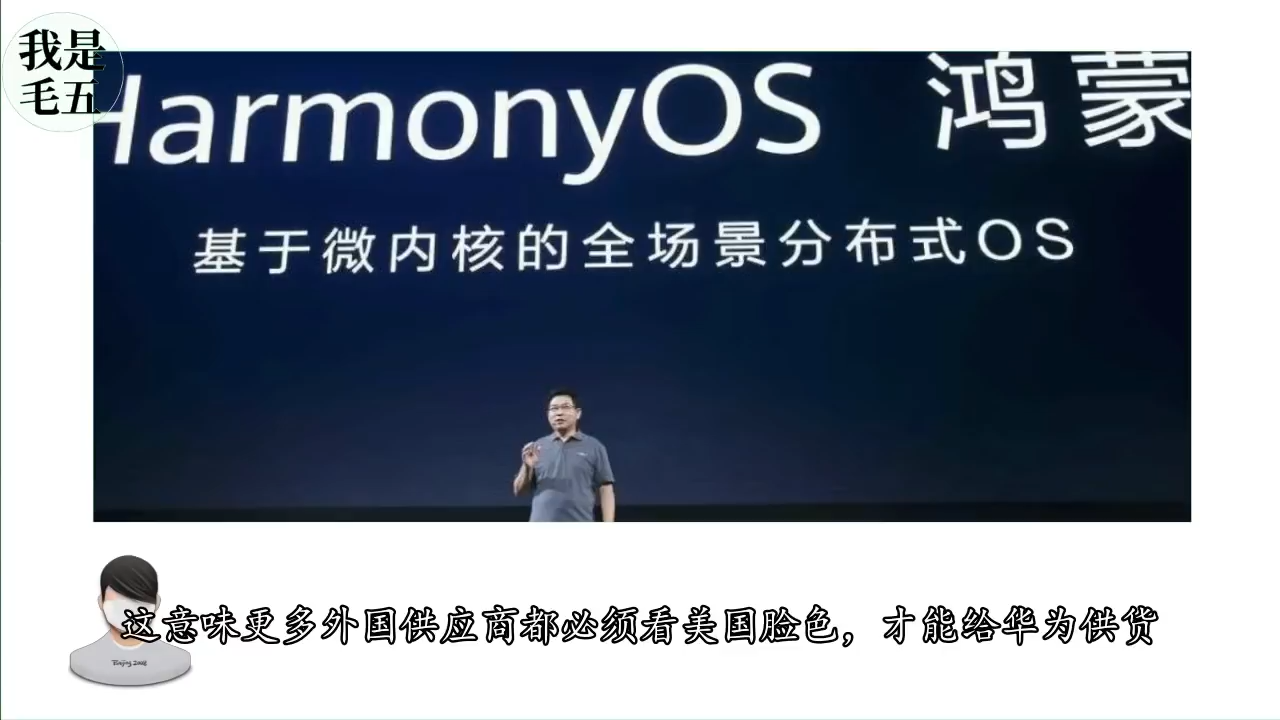 我是
毛五
HarmonyOS 鸿蒙
基于微内核的全场景分布式OS
这意味更多外国供应商都必须看美国脸色，才能给华为供货
Beijing 2008